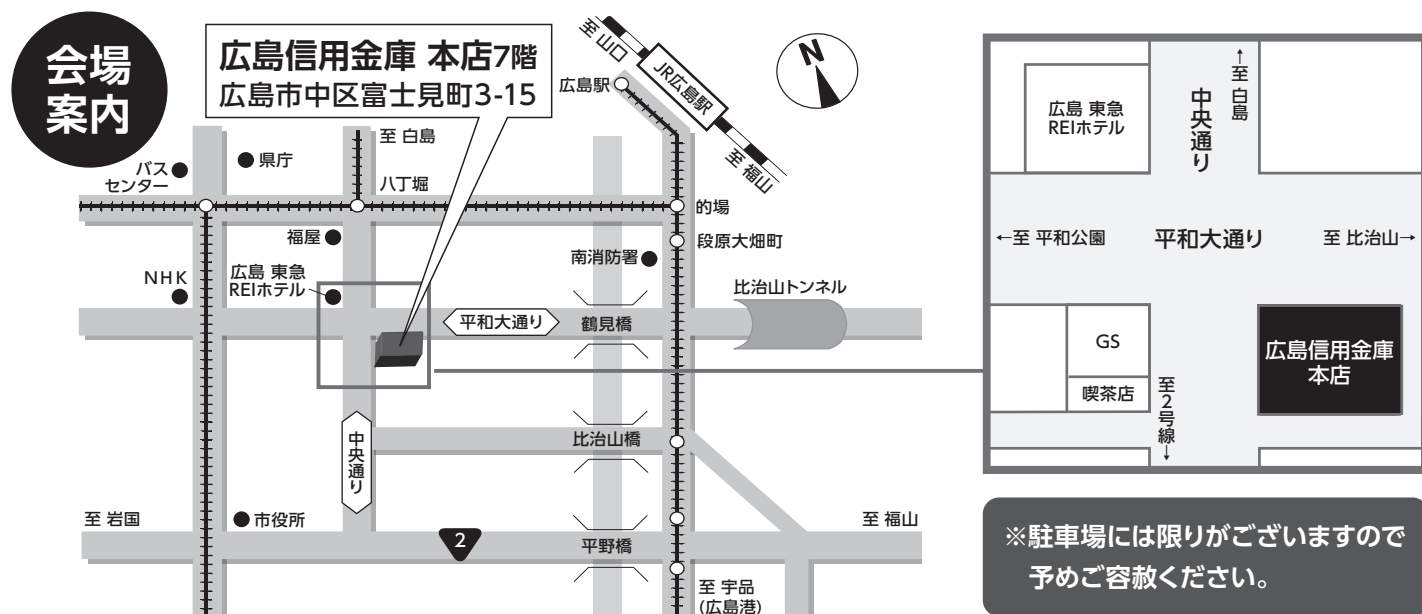 会場
案内
広島信用金庫 本店7階
広島市中区富士見町3-15
至 山口
JR広島駅
至 福山
広島駅
N
至 白島
県庁
バス
センター
八丁堀
的場
福屋
段原大畑町
南消防署
NHK
広島 東急
REIホテル
比治山トンネル
平和大通り
鶴見橋
中央通り
比治山橋
至 岩国
市役所
2
平野橋
至 福山
至 宇品
(広島港)
広島 東急
REIホテル
中央通り
←至 白島
←至 平和公園
平和大通り
至 比治山→
GS
喫茶店
至2号線→
広島信用金庫
本店
※駐車場には限りがございますので
予めご容赦ください。